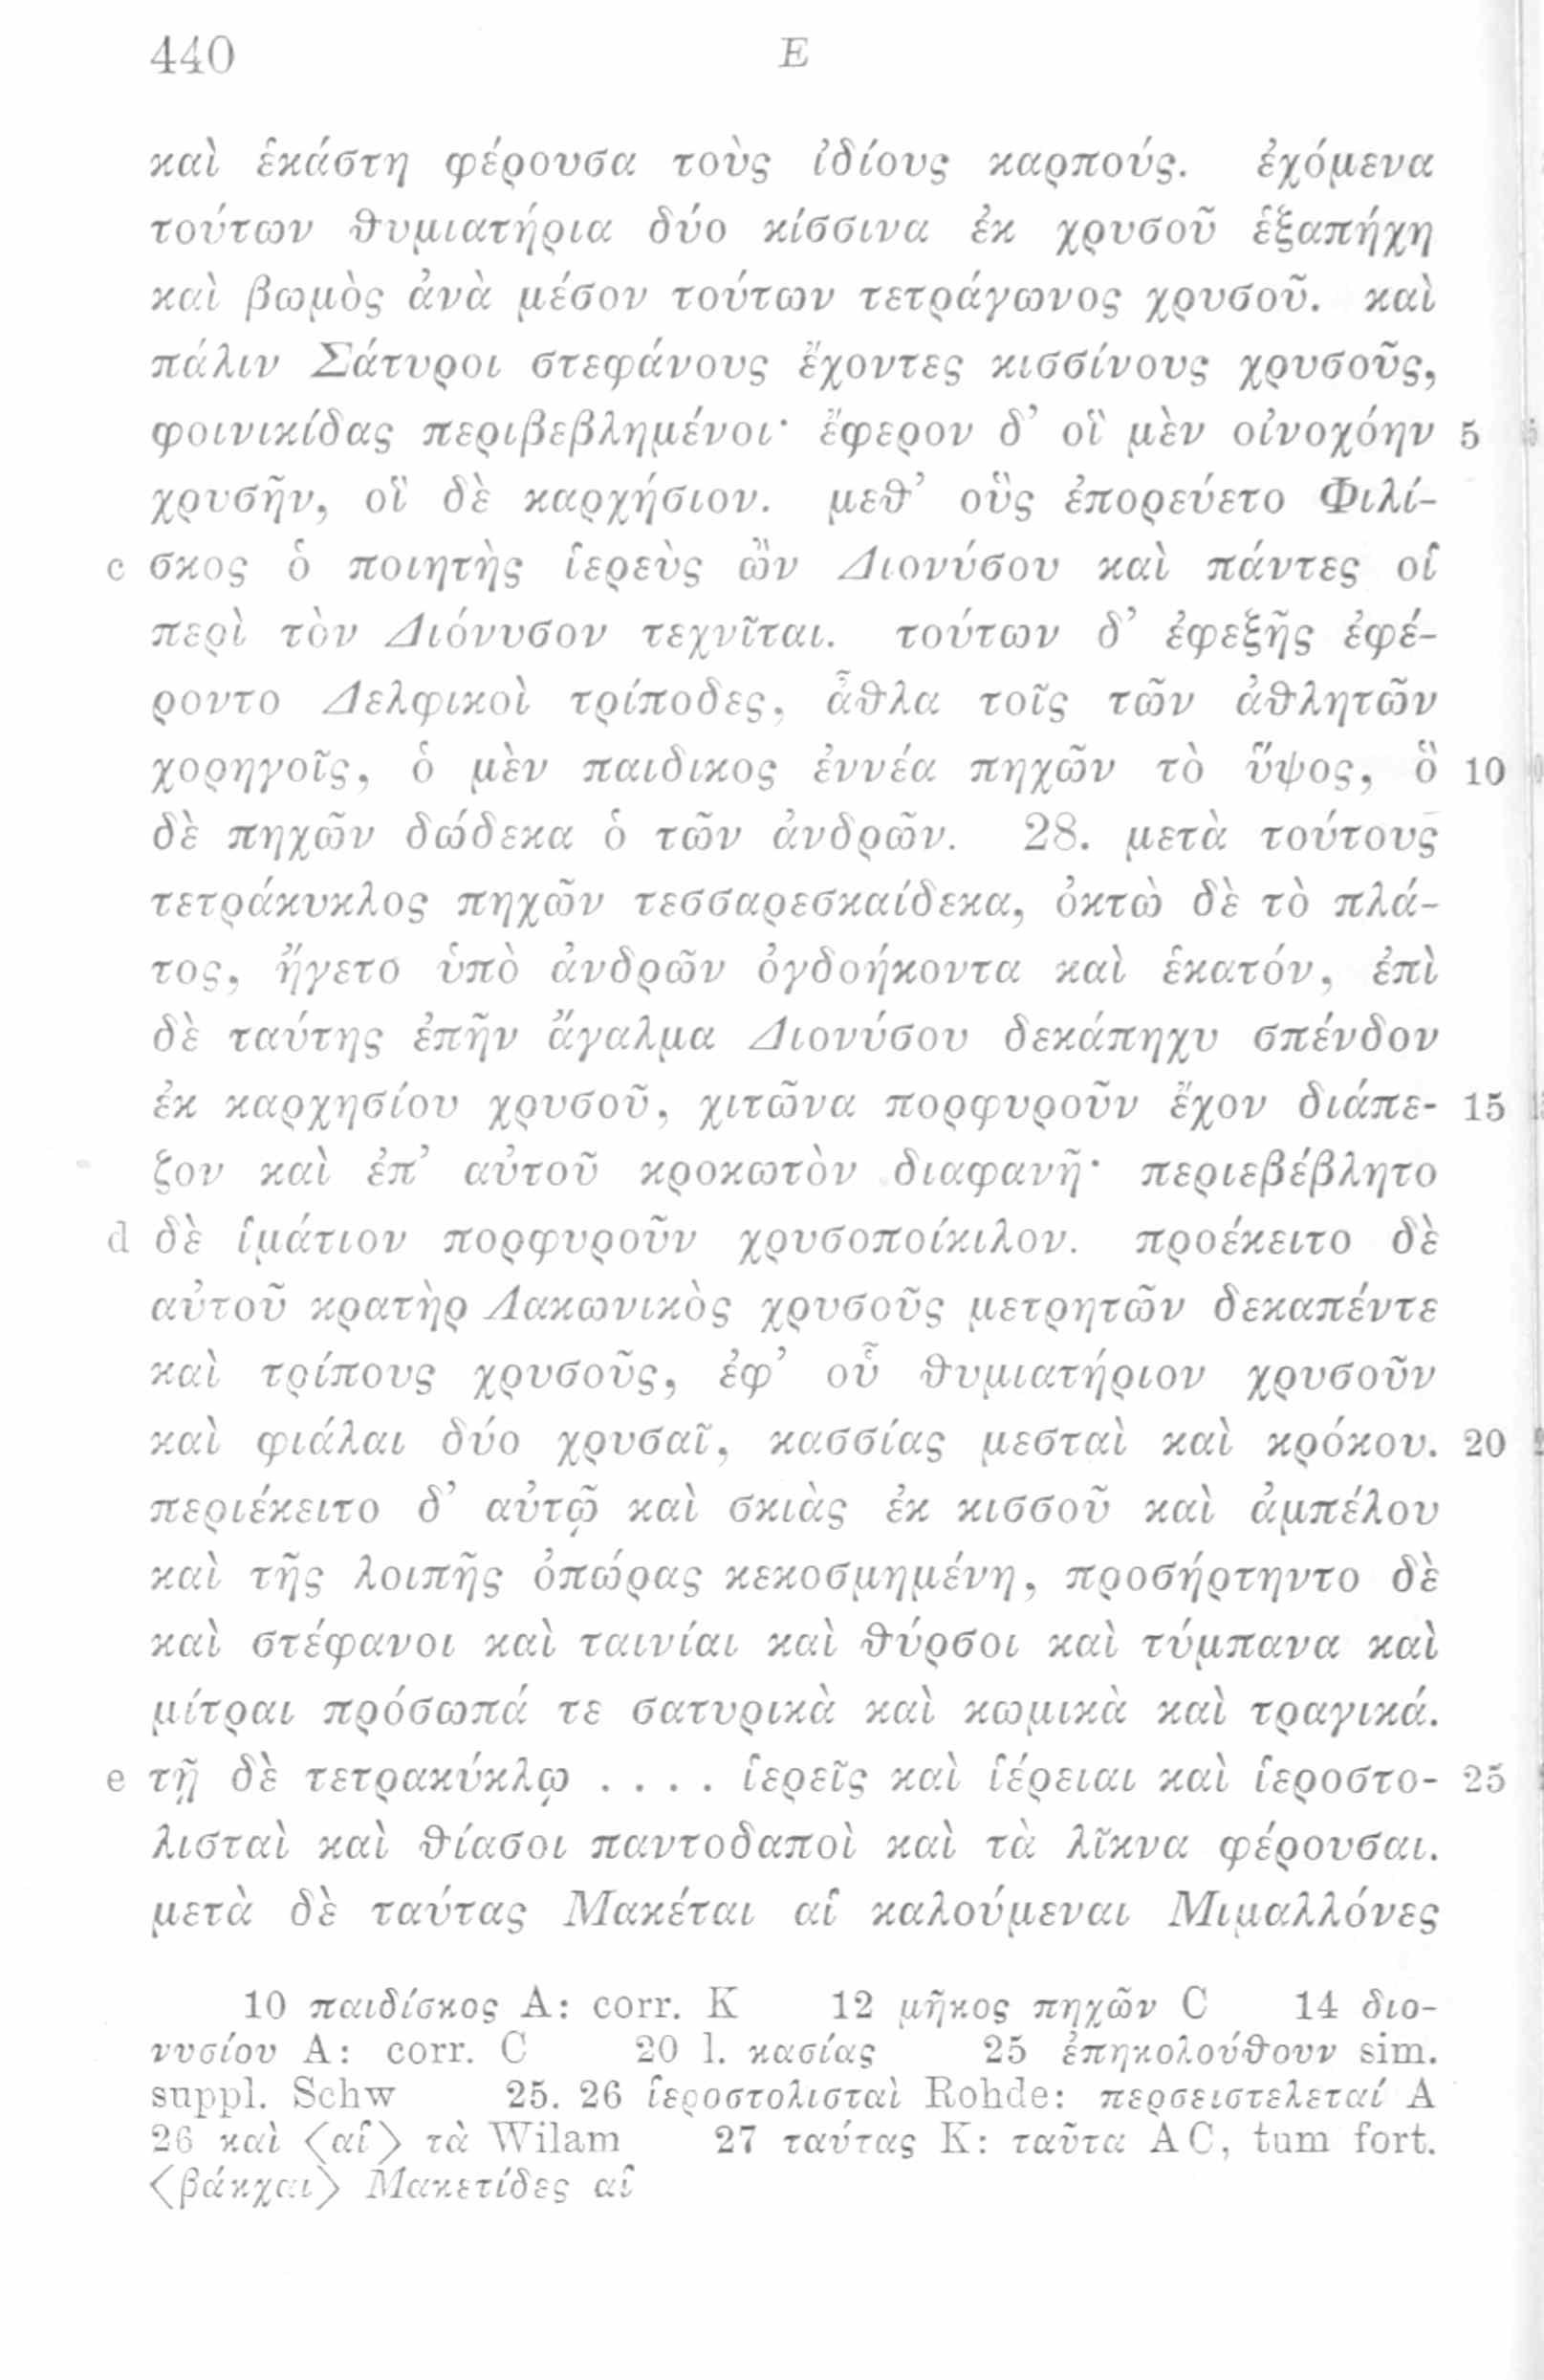 440 E
καὶ ἑκάστη φέρουσα τοὺς ἰδίους καρπούς. ἐχόμενα
τούτων θυμιατήρια δύο κίσσινα ἐκ χρυσοῦ ἑξαπήχη
καὶ βωμὸς ἀνὰ μέσον τούτων τετράγωνος χρυσοῦ. καὶ
πάλιν Σάτυροι στεφάνους ἔχοντες κισσίνους χρυσοῦς,
φοινικίδας περιβεβλημένοι· ἔφερον δ’ οἳ μὲν οἰνοχόην 5
χρυσῆν, οἳ δὲ καρχήσιον. μεθ’ οὓς ἐπορεύετο Φιλί-
c σκος ὁ ποιητὴς ἱερεὺς ὢν Διονύσου καὶ πάντες οἱ
περὶ τὸν Διόνυσον τεχνῖται. τούτων δ’ ἐφεξῆς ἐφέ-
ροντο Δελφικοὶ τρίποδες, ἆθλα τοῖς τῶν ἀθλητῶν
χορηγοῖς, ὁ μὲν παιδικος ἐννέα πηχῶν τὸ ὕψος, ὃ 10
δὲ πηχῶν δώδεκα ὁ τῶν ἀνδρῶν. 28. μετὰ τούτους
τετράκυκλος πηχῶν τεσσαρεσκαίδεκα, ὀκτὼ δὲ τὸ πλά-
τος, ἤγετο ὑπὸ ἀνδρῶν ὀγδοήκοντα καὶ ἑκατόν, ἐπὶ
δὲ ταύτης ἐπῆν ἄγαλμα Διονύσου δεκάπηχυ σπένδον
ἐκ καρχησίου χρυσοῦ, χιτῶνα πορφυροῦν ἔχον διάπε- 15
ζον καὶ ἐπ’ αὐτοῦ κροκωτὸν διαφανῆ· περιεβέβλητο
d δὲ ἱμάτιον πορφυροῦν χρυσοποίκιλον. προέκειτο δὲ
αὐτοῦ κρατὴρ Λακωνικὸς χρυσοῦς μετρητῶν δεκαπέντε
καὶ τρίπους χρυσοῦς, ἐφ’ οὗ θυμιατήριον χρυσοῦν
καὶ φιάλαι δύο χρυσαῖ, κασσίας μεσταὶ καὶ κρόκου. 20
περιέκειτο δ’ αὐτῷ καὶ σκιὰς ἐκ κισσοῦ καὶ ἀμπέλου
καὶ τῆς λοιπῆς ὀπώρας κεκοσμημένη, προσήρτηντο δὲ
καὶ στέφανοι καὶ ταινίαι καὶ θύρσοι καὶ τύμπανα καὶ
μίτραι πρόσωπά τε σατυρικὰ καὶ κωμικὰ καὶ τραγικά.
e τῇ δὲ τετρακύκλῳ .... ἱερεῖς καὶ ἱέρειαι καὶ ἱεροστο- 25
λισταὶ καὶ θίασοι παντοδαποὶ καὶ τὰ λῖκνα φέρουσαι.
μετὰ δὲ ταύτας Μακέται αἱ καλούμεναι Μιμαλλόνες
10 παιδίσκος A: corr. K 12 μῆκος πηχῶν C 14 διο-
νυσίου A: corr. C 20 l. κασίας 25 ἐπηκολούθουν sim.
suppl. Schw 25. 26 ἱεροστολισταὶ Rohde: περσειστελεταί A
26 καὶ <αἱ> τὰ Wilam 27 ταύτας K: ταῦτα AC, tum fort.
<βάκχαι> Μακετίδες αἱ